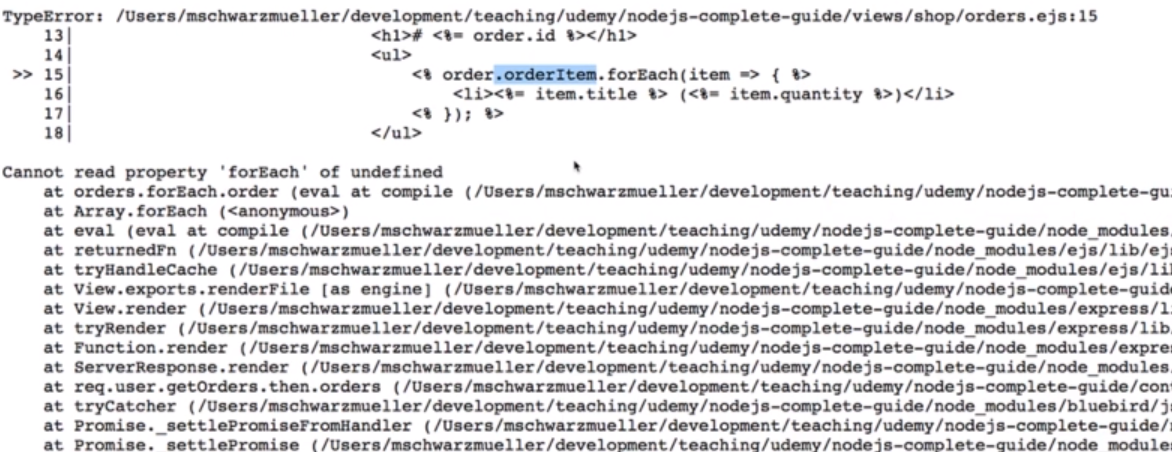 TypeError: /Users/mschwarzmueller/development/teaching/udemy/nodejs-complete-guide/views/shop/orders.ejs:15
13| <h1># <%= order.id %></h1>
14| <ul>
>> 15| <% order.orderItem.forEach(item => { %>
16| <li><%= item.title %> (<%= item.quantity %>)</li>
17| <% }); %>
18| </ul>
Cannot read property 'forEach' of undefined
at orders.forEach.order (eval at compile (/Users/mschwarzmueller/development/teaching/udemy/nodejs-complete-gu
at Array.forEach (<anonymous>)
at eval (eval at compile (/Users/mschwarzmueller/development/teaching/udemy/nodejs-complete-guide/node_modules
at returnedFn (/Users/mschwarzmueller/development/teaching/udemy/nodejs-complete-guide/node_modules/ejs/lib/ej
at tryHandleCache (/Users/mschwarzmueller/development/teaching/udemy/nodejs-complete-guide/node_modules/ejs/li
at View.exports.renderFile [as engine] (/Users/mschwarzmueller/development/teaching/udemy/nodejs-complete-guid
at View.render (/Users/mschwarzmueller/development/teaching/udemy/nodejs-complete-guide/node_modules/express/l
at tryRender (/Users/mschwarzmueller/development/teaching/udemy/nodejs-complete-guide/node_modules/express/lib
at Function.render (/Users/mschwarzmueller/development/teaching/udemy/nodejs-complete-guide/node_modules/expre
at ServerResponse.render (/Users/mschwarzmueller/development/teaching/udemy/nodejs-complete-guide/node_modules
at req.user.getOrders.then.orders (/Users/mschwarzmueller/development/teaching/udemy/nodejs-complete-guide/con
at tryCatcher (/Users/mschwarzmueller/development/teaching/udemy/nodejs-complete-guide/node_modules/bluebird/j
at Promise._settlePromiseFromHandler (/Users/mschwarzmueller/development/teaching/udemy/nodejs-complete-guide/
at Promise._settlePromise (/Users/mschwarzmueller/development/teaching/udemy/nodejs-complete-guide/node_module